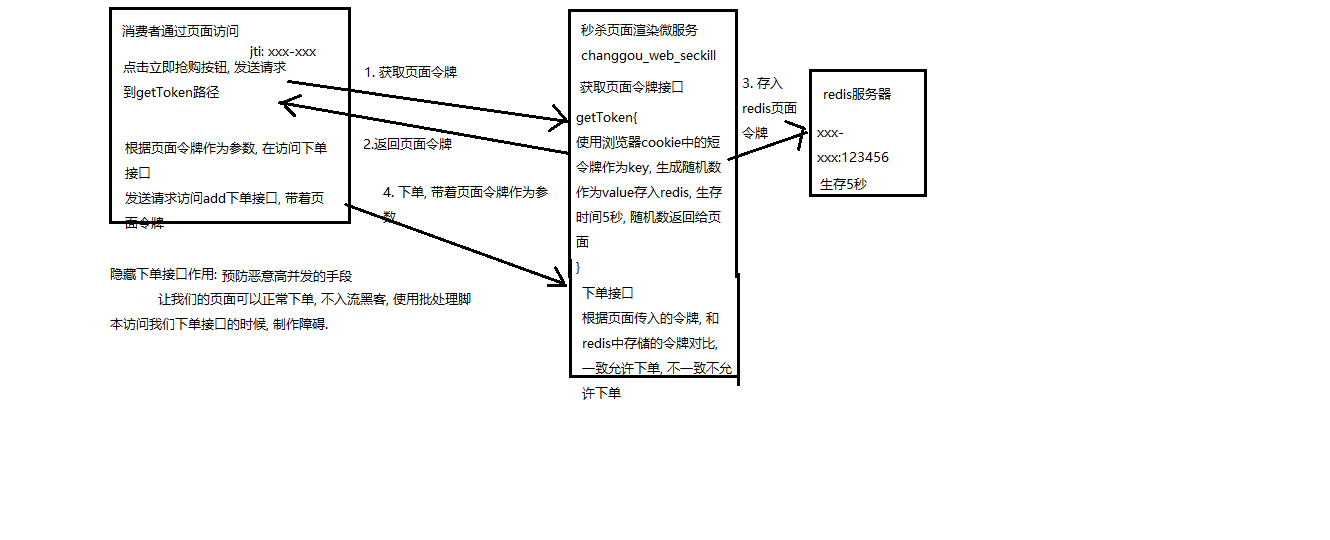 消费者通过页面访问
jti: xxx-xxx
点击立即抢购按钮, 发送请求
到getToken路径
根据页面令牌作为参数, 在访问下单
接口
发送请求访问add下单接口, 带着页
面令牌
1. 获取页面令牌
2.返回页面令牌
4. 下单, 带着页面令牌作为参
数
秒杀页面渲染微服务
changgou_web_seckill
获取页面令牌接口
getToken{
使用浏览器cookie中的短
令牌作为key, 生成随机数
作为value存入redis, 生存
时间5秒, 随机数返回给页
面
}
下单接口
根据页面传入的令牌, 和
redis中存储的令牌对比,
一致允许下单, 不一致不允
许下单
3. 存入
redis页面
令牌
redis服务器
xxx-
xxx:123456
生存5秒
隐藏下单接口作用: 预防恶意高并发的手段
让我们的页面可以正常下单, 不入流黑客, 使用批处理脚
本访问我们下单接口的时候, 制作障碍.